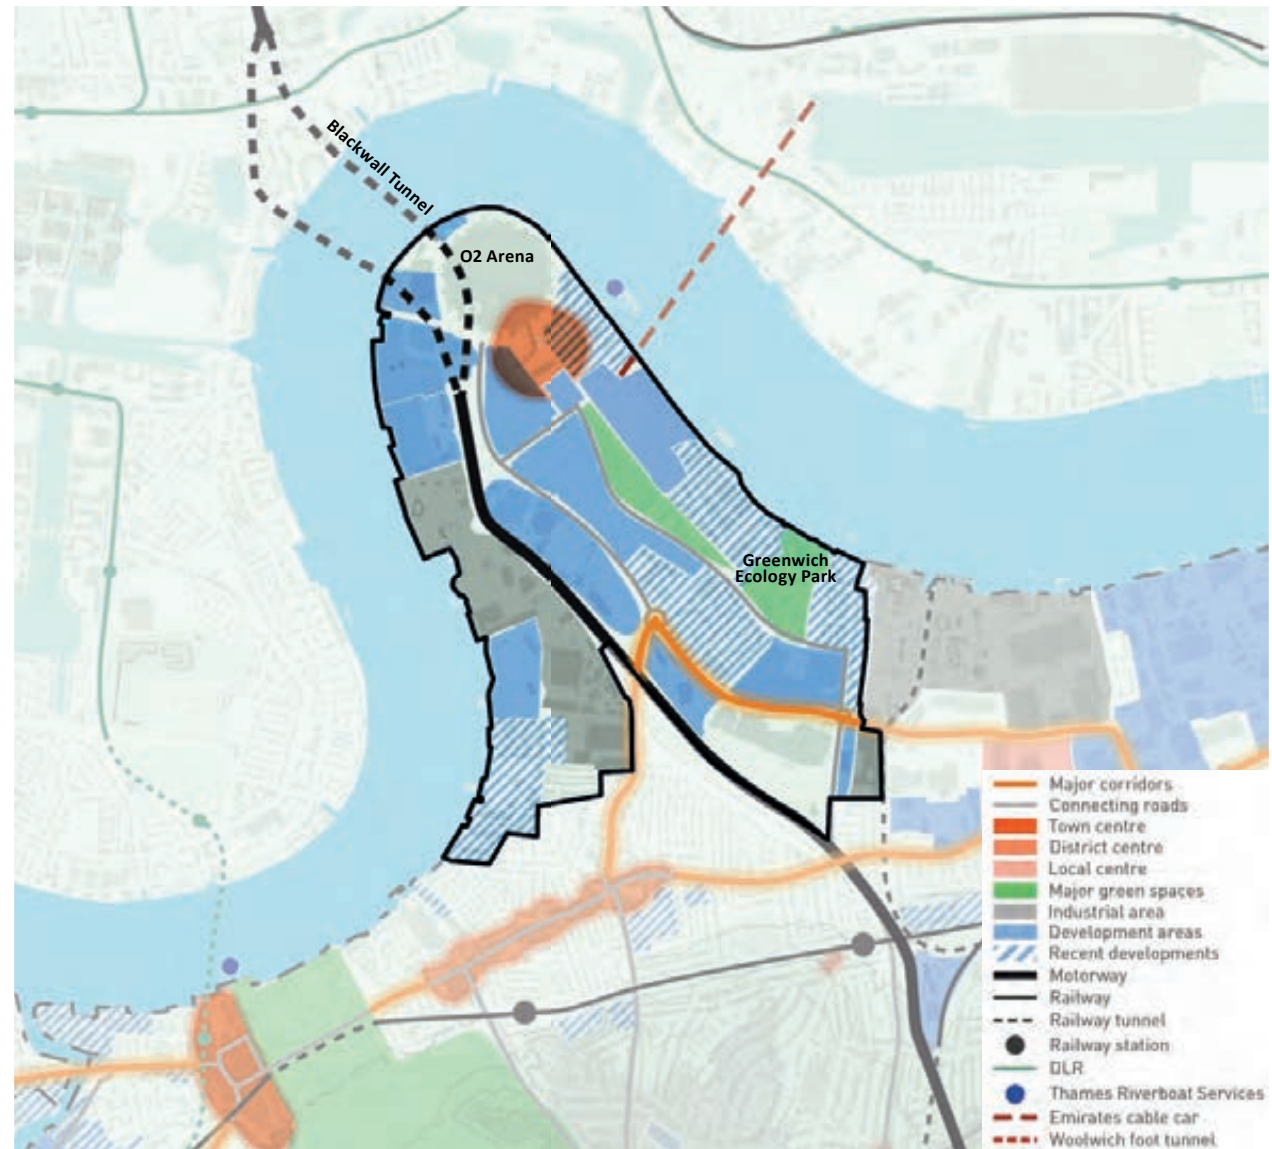 Blackwall Tunnel
O2 Arena
Greenwich
Ecology Park
Major corridors
Connecting roads
Town centre
District centre
Local centre
Major green spaces
Industrial area
Development areas
Recent developments
Motorway
Railway
Railway tunnel
Railway station
DLR
Thames Riverboat Services
Emirates cable car
Woolwich foot tunnel